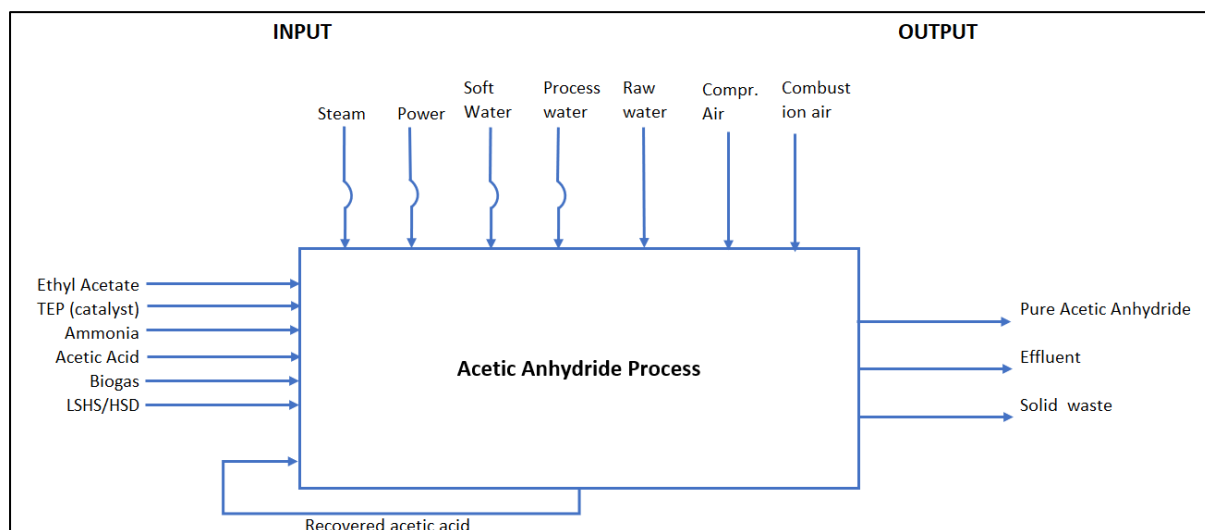 INPUT
OUTPUT
Steam
Power
Soft
Water
Process
water
Raw
water
Compr.
Air
Combust
ion air
Ethyl Acetate
TEP (catalyst)
Ammonia
Acetic Acid
Biogas
LSHS/HSD
Acetic Anhydride Process
Pure Acetic Anhydride
Effluent
Solid waste
Recovered acetic acid